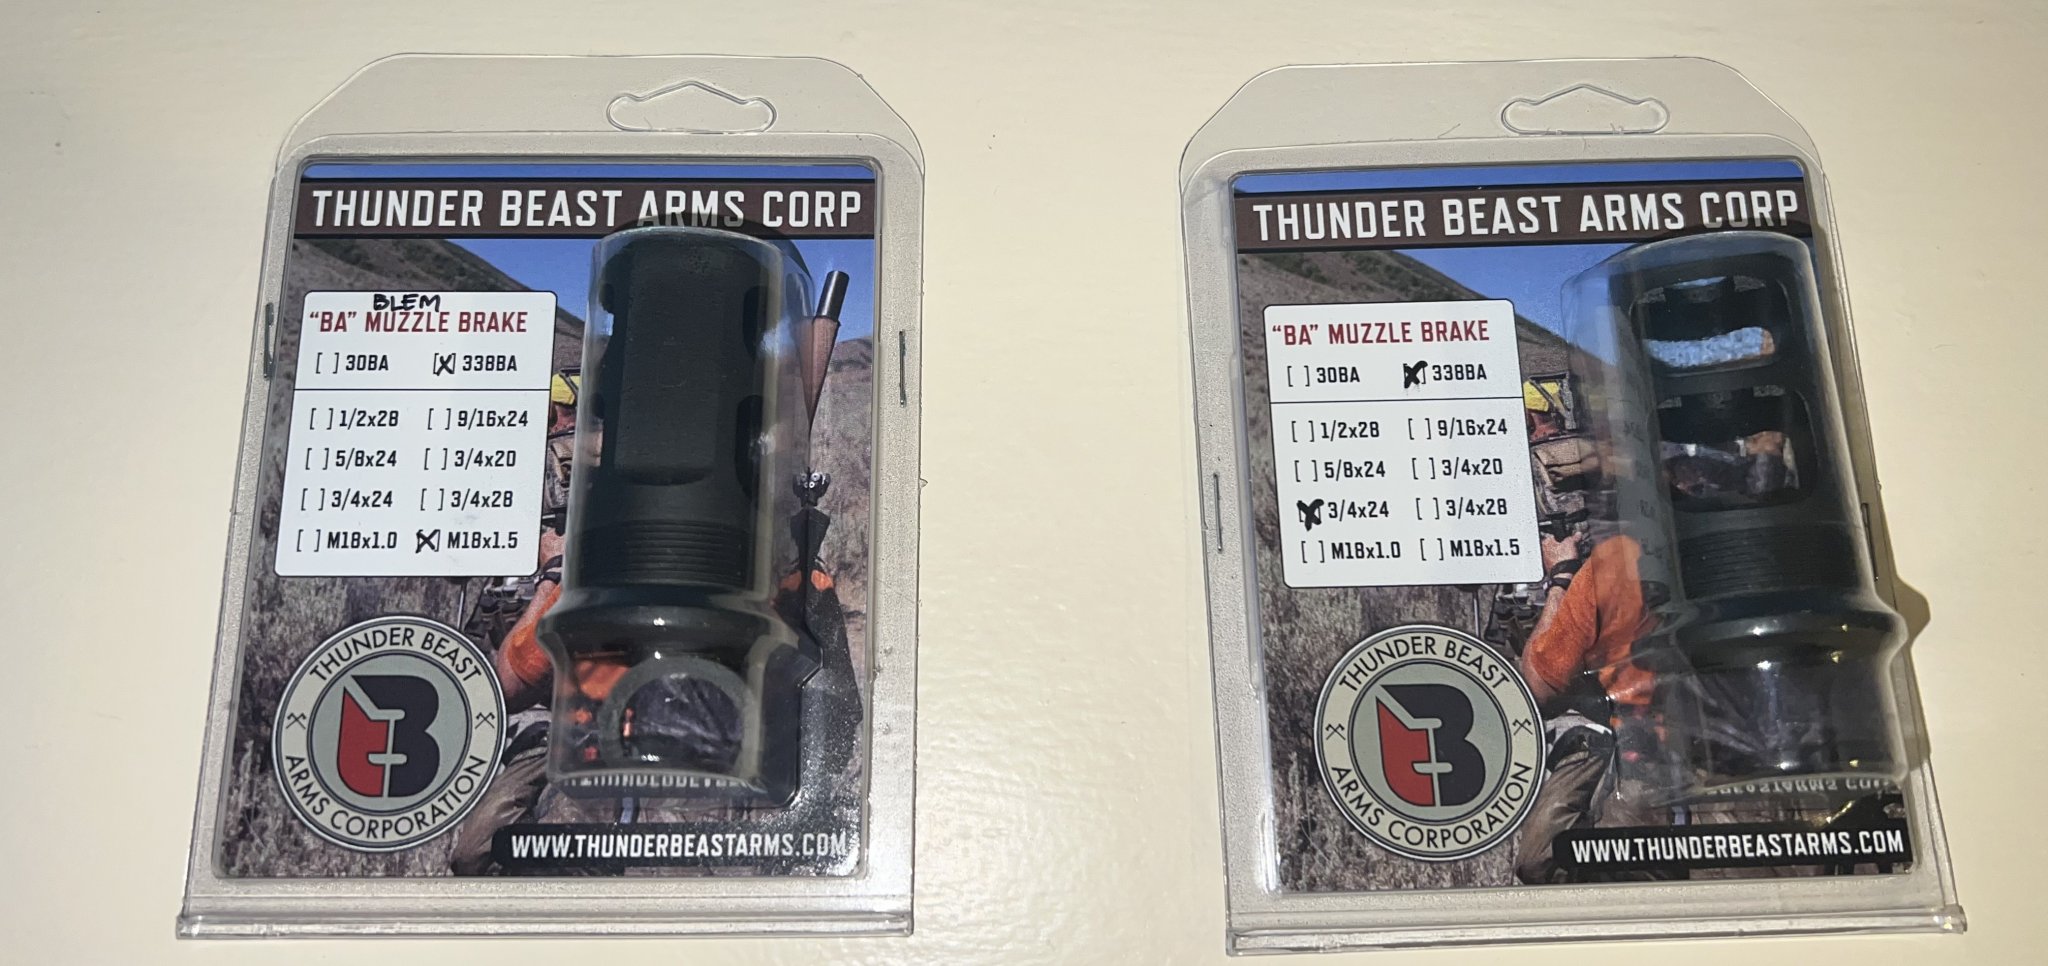 THUNDER BEAST ARMS CORP
BLEM
"BA" MUZZLE BRAKE
[ ] 30BA [X] 338BA
[ ] 1/2x28 [ ] 9/16x24
[ ] 5/8x24 [ ] 3/4x20
[ ] 3/4x24 [ ] 3/4x28
[ ] M18x1.0 [X] M18x1.5
THUNDER BEAST
ARMS CORPORATION
WWW.THUNDERBEASTARMS.COM
THUNDER BEAST ARMS CORP
"BA" MUZZLE BRAKE
[ ] 30BA [X] 338BA
[ ] 1/2x28 [ ] 9/16x24
[ ] 5/8x24 [ ] 3/4x20
[X] 3/4x24 [ ] 3/4x28
[ ] M18x1.0 [ ] M18x1.5
THUNDER BEAST
ARMS CORPORATION
WWW.THUNDERBEASTARMS.COM